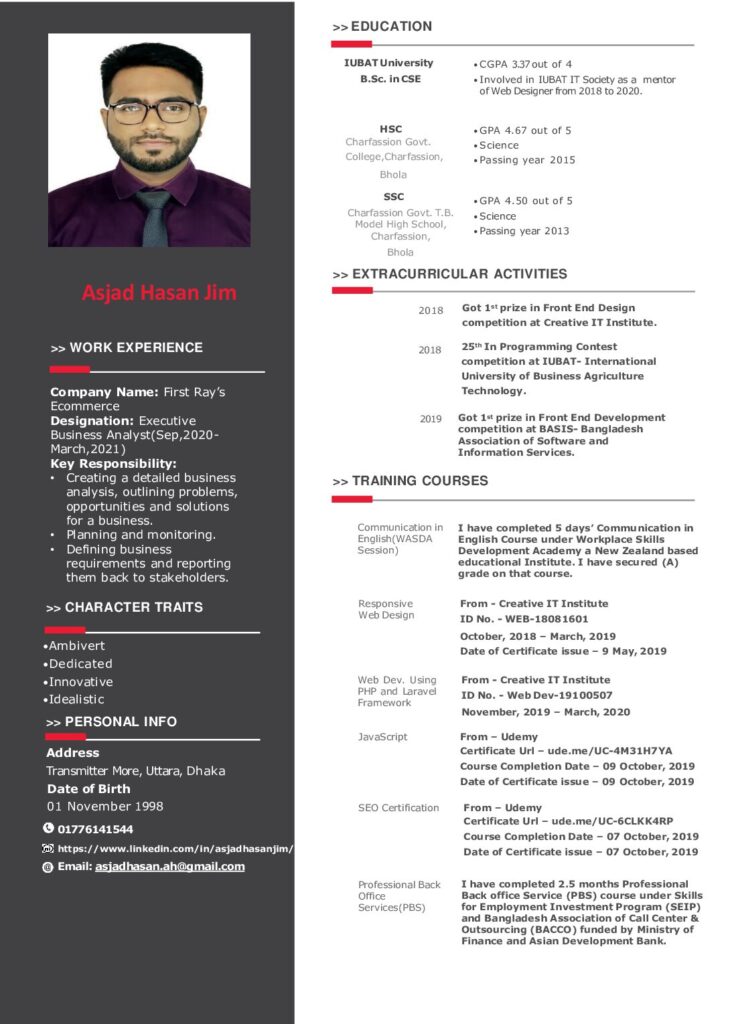 Asjad Hasan Jim
>> WORK EXPERIENCE
Company Name: First Ray's
Ecommerce
Designation: Executive
Business Analyst(Sep,2020-
March,2021)
Key Responsibility:
• Creating a detailed business
analysis, outlining problems,
opportunities and solutions
for a business.
• Planning and monitoring.
• Defining business
requirements and reporting
them back to stakeholders.
>> CHARACTER TRAITS
•Ambivert
•Dedicated
•Innovative
•Idealistic
>> PERSONAL INFO
Address
Transmitter More, Uttara, Dhaka
Date of Birth
01 November 1998
01776141544
https://www.linkedin.com/in/asjadhasanjim/
Email: asjadhasan.ah@gmail.com
>> EDUCATION
IUBAT University
B.Sc. in CSE
•CGPA 3.37out of 4
•Involved in IUBAT IT Society as a mentor
of Web Designer from 2018 to 2020.
HSC
Charfassion Govt.
College,Charfassion,
Bhola
•GPA 4.67 out of 5
•Science
•Passing year 2015
SSC
Charfassion Govt. T.B.
Model High School,
Charfassion,
Bhola
•GPA 4.50 out of 5
•Science
•Passing year 2013
>> EXTRACURRICULAR ACTIVITIES
2018
Got 1st prize in Front End Design
competition at Creative IT Institute.
2018
25th In Programming Contest
competition at IUBAT- International
University of Business Agriculture
Technology.
2019
Got 1st prize in Front End Development
competition at BASIS- Bangladesh
Association of Software and
Information Services.
>> TRAINING COURSES
Communication in
English(WASDA
Session)
I have completed 5 days' Communication in
English Course under Workplace Skills
Development Academy a New Zealand based
educational Institute. I have secured (A)
grade on that course.
Responsive
Web Design
From - Creative IT Institute
ID No. - WEB-18081601
October, 2018 – March, 2019
Date of Certificate issue – 9 May, 2019
Web Dev. Using
PHP and Laravel
Framework
From - Creative IT Institute
ID No. - Web Dev-19100507
November, 2019 – March, 2020
JavaScript
From – Udemy
Certificate Url – ude.me/UC-4M31H7YA
Course Completion Date – 09 October, 2019
Date of Certificate issue – 09 October, 2019
SEO Certification
From – Udemy
Certificate Url – ude.me/UC-6CLKK4RP
Course Completion Date – 07 October, 2019
Date of Certificate issue – 07 October, 2019
Professional Back
Office
Services(PBS)
I have completed 2.5 months Professional
Back office Service (PBS) course under Skills
for Employment Investment Program (SEIP)
and Bangladesh Association of Call Center &
Outsourcing (BACCO) funded by Ministry of
Finance and Asian Development Bank.